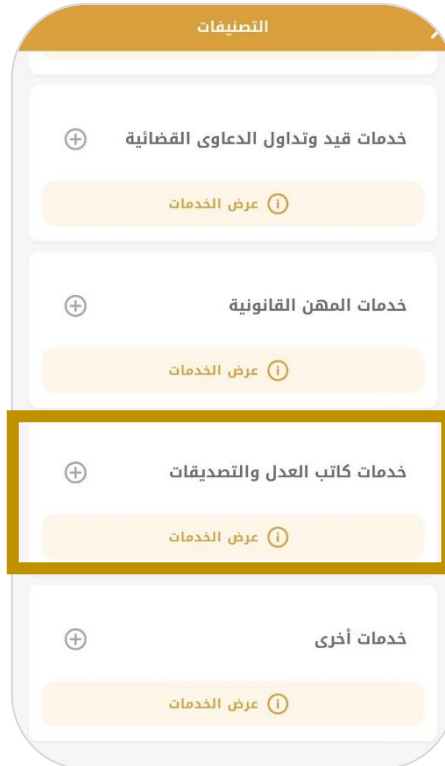 التصنيفات
خدمات قيد وتداول الدعاوى القضائية
عرض الخدمات
خدمات المهن القانونية
عرض الخدمات
خدمات كاتب العدل والتصديقات
عرض الخدمات
خدمات أخرى
عرض الخدمات